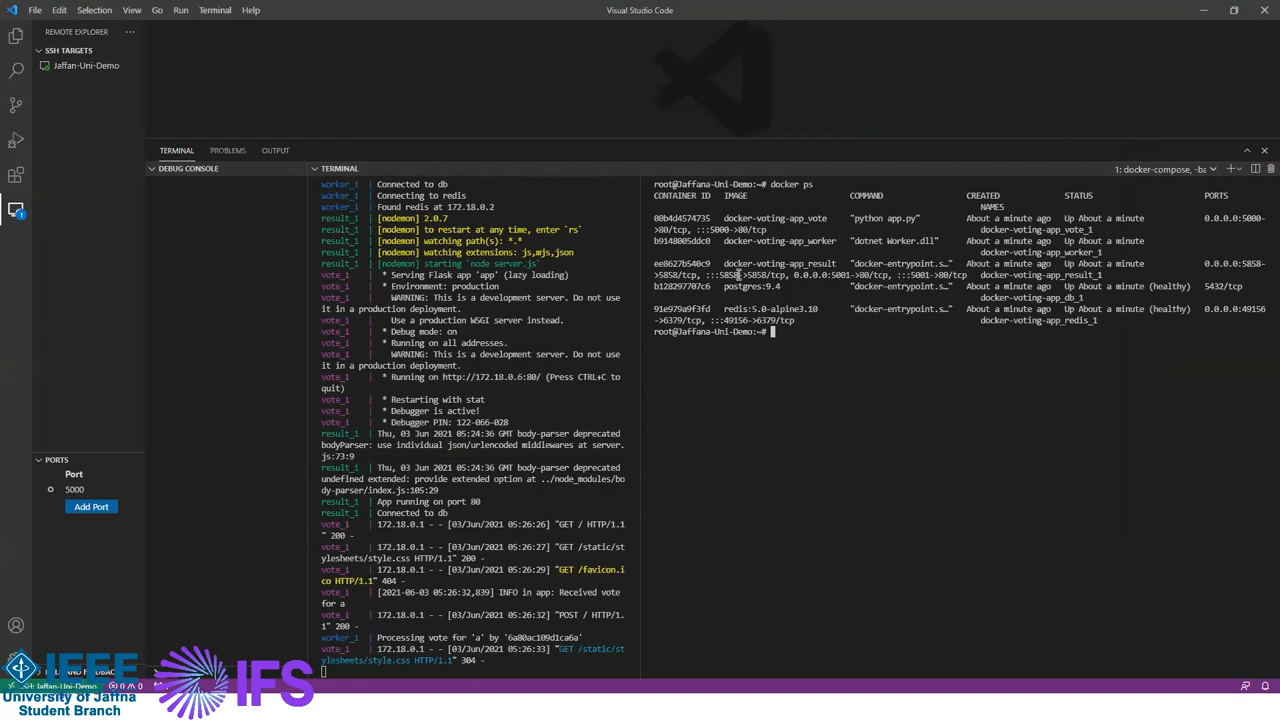 File Edit Selection View Go Run Terminal Help
Visual Studio Code
REMOTE EXPLORER ...
SSH TARGETS
Jaffan-Uni-Demo
PORTS
Port
5000
Add Port
TERMINAL PROBLEMS OUTPUT
DEBUG CONSOLE
TERMINAL
1: docker-compose, -ba
worker_1 | Connected to db
worker_1 | Connecting to redis
worker_1 | Found redis at 172.18.0.2
result_1 | [nodemon] 2.0.7
result_1 | [nodemon] to restart at any time, enter `rs`
result_1 | [nodemon] watching path(s): *.*
result_1 | [nodemon] watching extensions: js,mjs,json
result_1 | [nodemon] starting `node server.js`
vote_1 | * Serving Flask app 'app' (lazy loading)
vote_1 | * Environment: production
vote_1 | WARNING: This is a development server. Do not use
it in a production deployment.
vote_1 | Use a production WSGI server instead.
vote_1 | * Debug mode: on
vote_1 | * Running on all addresses.
vote_1 | WARNING: This is a development server. Do not use
it in a production deployment.
vote_1 | * Running on http://172.18.0.6:80/ (Press CTRL+C to
quit)
vote_1 | * Restarting with stat
vote_1 | * Debugger is active!
vote_1 | * Debugger PIN: 122-066-028
result_1 | Thu, 03 Jun 2021 05:24:36 GMT body-parser deprecated
bodyParser: use individual json/urlencoded middlewares at server.
js:73:9
result_1 | Thu, 03 Jun 2021 05:24:36 GMT body-parser deprecated
undefined extended: provide extended option at ../node_modules/bo
dy-parser/index.js:105:29
result_1 | App running on port 80
result_1 | Connected to db
vote_1 | 172.18.0.1 - - [03/Jun/2021 05:26:26] "GET / HTTP/1.1
" 200 -
vote_1 | 172.18.0.1 - - [03/Jun/2021 05:26:27] "GET /static/st
ylesheets/style.css HTTP/1.1" 200 -
vote_1 | 172.18.0.1 - - [03/Jun/2021 05:26:29] "GET /favicon.i
co HTTP/1.1" 404 -
vote_1 | [2021-06-03 05:26:32,839] INFO in app: Received vote
for a
vote_1 | 172.18.0.1 - - [03/Jun/2021 05:26:32] "POST / HTTP/1.
1" 200 -
worker_1 | Processing vote for 'a' by '6a80ac109d1ca6a'
vote_1 | 172.18.0.1 - - [03/Jun/2021 05:26:33] "GET /static/st
ylesheets/style.css HTTP/1.1" 304 -
root@Jaffana-Uni-Demo:~# docker ps
CONTAINER ID IMAGE COMMAND CREATED STATUS PORTS
NAMES
00b4d4574735 docker-voting-app_vote "python app.py" About a minute ago Up About a minute 0.0.0.0:5000-
>80/tcp, :::5000->80/tcp docker-voting-app_vote_1
b9148005ddc0 docker-voting-app_worker "dotnet Worker.dll" About a minute ago Up About a minute
docker-voting-app_worker_1
ee8627b540c9 docker-voting-app_result "docker-entrypoint.s…" About a minute ago Up About a minute 0.0.0.0:5858-
>5858/tcp, :::5858->5858/tcp, 0.0.0.0:5001->80/tcp, :::5001->80/tcp docker-voting-app_result_1
b128297707c6 postgres:9.4 "docker-entrypoint.s…" About a minute ago Up About a minute (healthy) 5432/tcp
docker-voting-app_db_1
91e979a9f3fd redis:5.0-alpine3.10 "docker-entrypoint.s…" About a minute ago Up About a minute (healthy) 0.0.0.0:49156
->6379/tcp, :::49156->6379/tcp docker-voting-app_redis_1
root@Jaffana-Uni-Demo:~#
SSH: Jaffan-Uni-Demo
0 0
IEEE
University of Jaffna
Student Branch
IFS